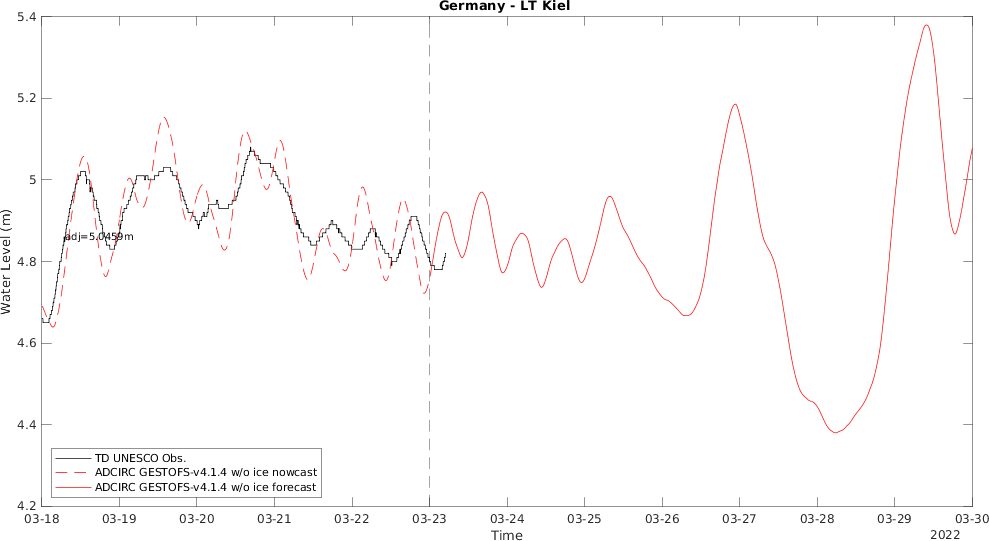 Germany - LT Kiel
5.4
5.2
5
4.8
4.6
4.4
4.2
Water Level (m)
adj=5.0459m
TD UNESCO Obs.
ADCIRC GESTOFS-v4.1.4 w/o ice nowcast
ADCIRC GESTOFS-v4.1.4 w/o ice forecast
03-18 03-19 03-20 03-21 03-22 03-23 03-24 03-25 03-26 03-27 03-28 03-29 03-30
Time
2022